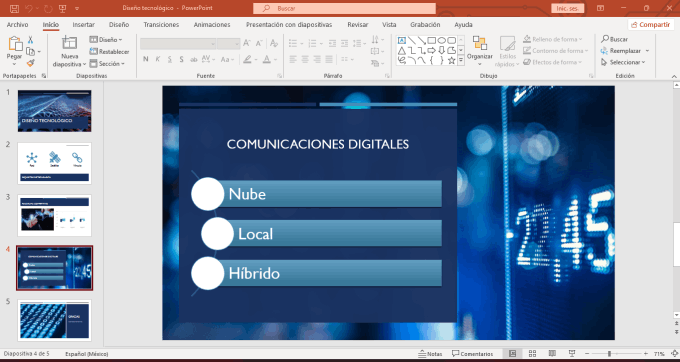 Diseño tecnológico - PowerPoint
Buscar
Inic. ses.
Archivo Inicio Insertar Diseño Transiciones Animaciones Presentación con diapositivas Revisar Vista Grabación Ayuda
Compartir
Pegar
Nueva diapositiva
Diseño
Restablecer
Sección
N K S S
Organizar
Estilos rápidos
Relleno de forma
Contorno de forma
Efectos de forma
Buscar
Reemplazar
Seleccionar
Portapapeles Diapositivas Fuente Párrafo Dibujo Edición
1
DISEÑO TECNOLÓGICO
2
3
4
COMUNICACIONES DIGITALES
5
COMUNICACIONES DIGITALES
Nube
Local
Híbrido
2245
Diapositiva 4 de 5 Español (México) Notas Comentarios 71%